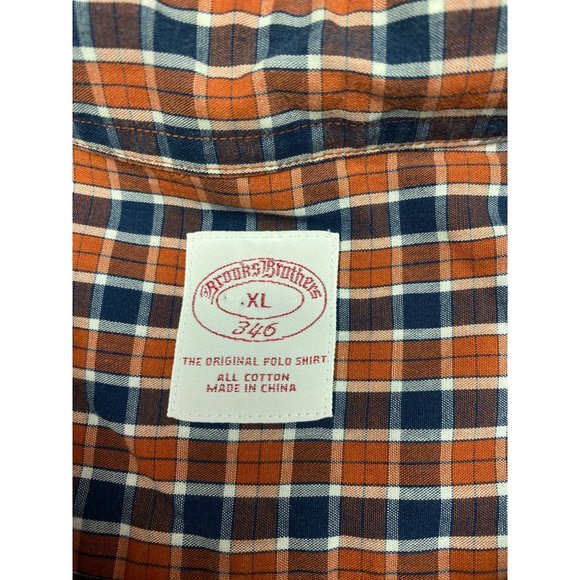 Brooks Brothers
XL
346
THE ORIGINAL POLO SHIRT
ALL COTTON
MADE IN CHINA